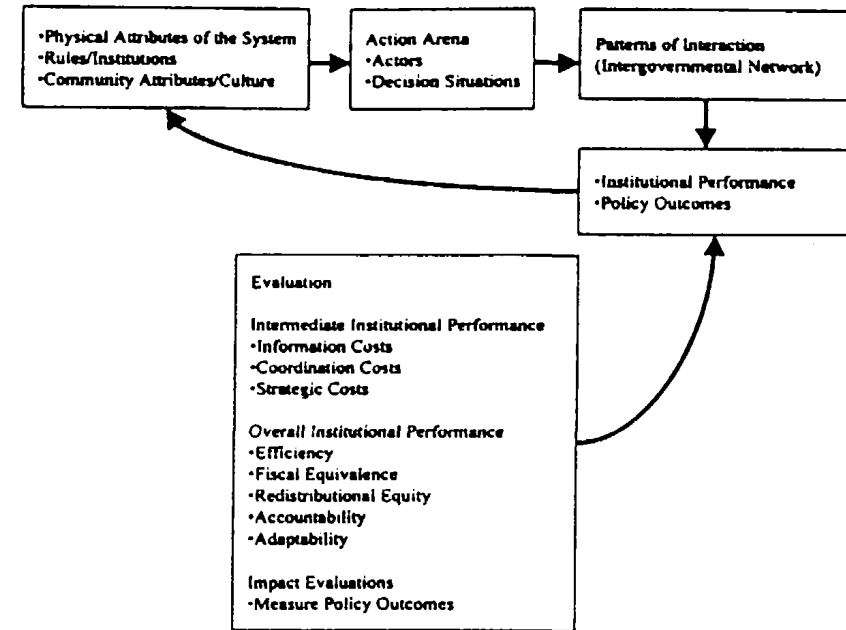 •Physical Attributes of the System
•Rules/Institutions
•Community Attributes/Culture
Action Arena
•Actors
•Decision Situations
Patterns of Interaction
(Intergovernmental Network)
•Institutional Performance
•Policy Outcomes
Evaluation
Intermediate Institutional Performance
•Information Costs
•Coordination Costs
•Strategic Costs
Overall Institutional Performance
•Efficiency
•Fiscal Equivalence
•Redistributional Equity
•Accountability
•Adaptability
Impact Evaluations
•Measure Policy Outcomes